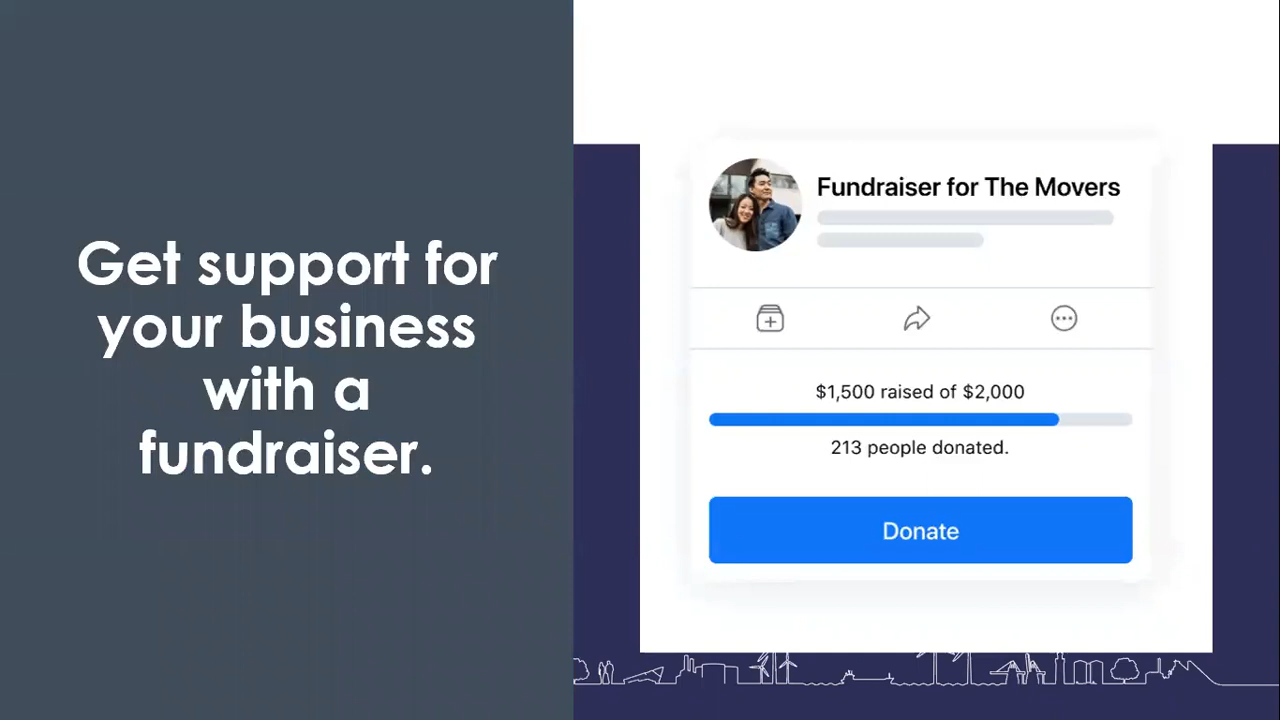 Get support for
your business
with a
fundraiser.
Fundraiser for The Movers
$1,500 raised of $2,000
213 people donated.
Donate